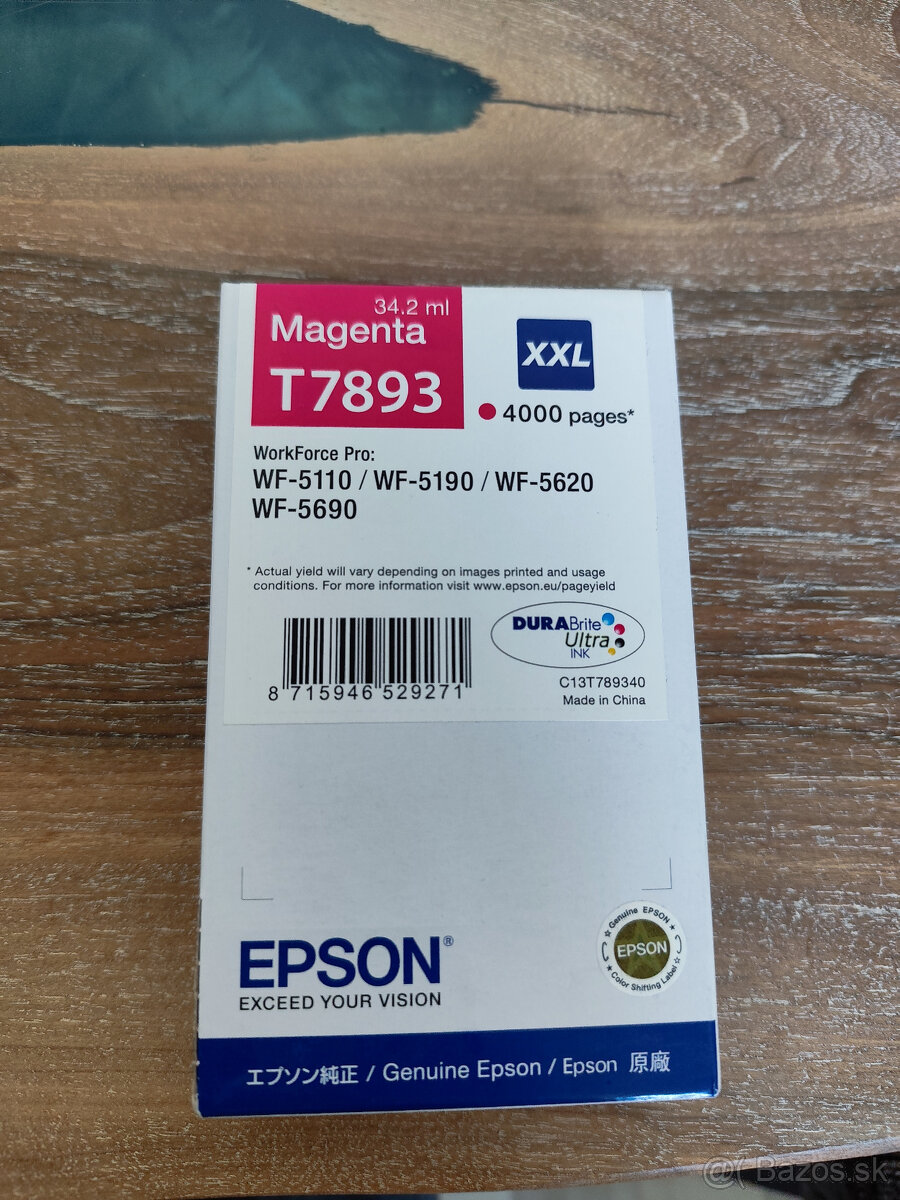 34.2 ml
Magenta
T7893
XXL
4000 pages*
WorkForce Pro:
WF-5110 / WF-5190 / WF-5620
WF-5690
* Actual yield will vary depending on images printed and usage
conditions. For more information visit www.epson.eu/pageyield
DURABrite
Ultra
INK
8 715946 529271
C13T789340
Made in China
EPSON®
EXCEED YOUR VISION
Genuine EPSON
EPSON
Color Shifting Label
エプソン純正 / Genuine Epson / Epson 原廠
@( Bazos.sk